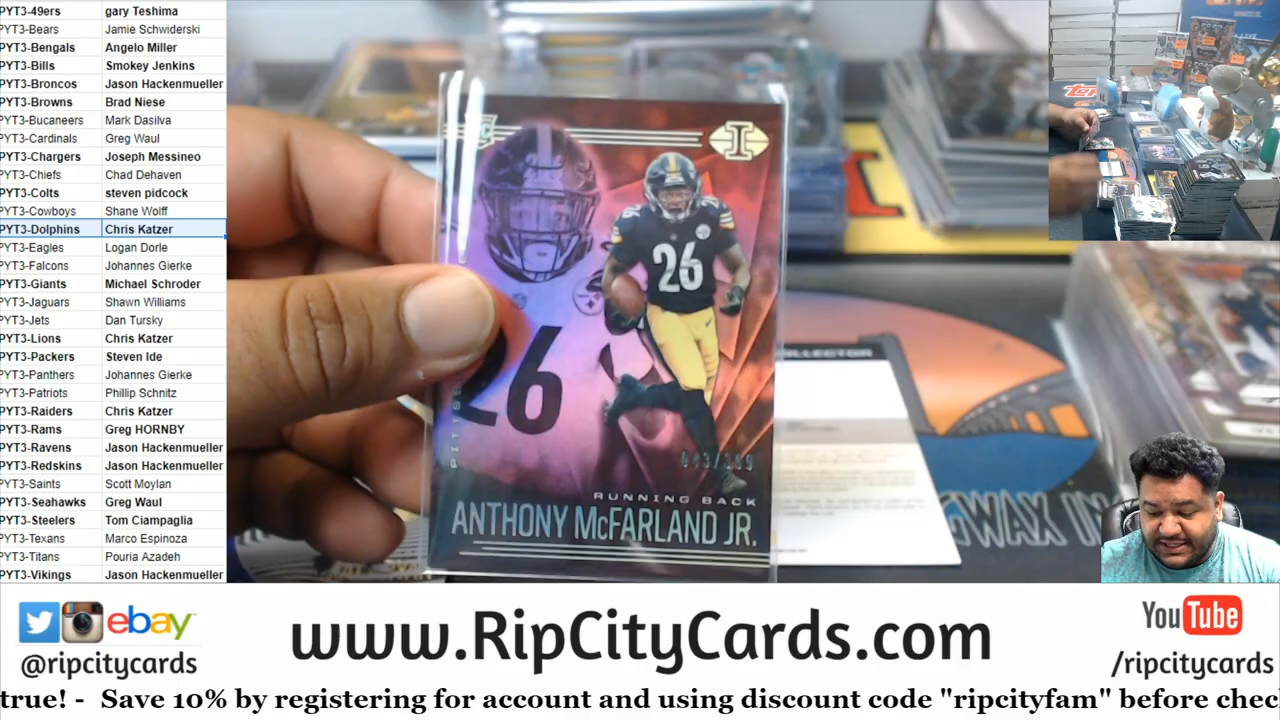 PYT3-49ers gary Teshima
PYT3-Bears Jamie Schwiderski
PYT3-Bengals Angelo Miller
PYT3-Bills Smokey Jenkins
PYT3-Broncos Jason Hackenmueller
PYT3-Browns Brad Niese
PYT3-Bucaneers Mark Dasilva
PYT3-Cardinals Greg Waul
PYT3-Chargers Joseph Messineo
PYT3-Chiefs Chad Dehaven
PYT3-Colts steven pidcock
PYT3-Cowboys Shane Wolff
PYT3-Dolphins Chris Katzer
PYT3-Eagles Logan Dorle
PYT3-Falcons Johannes Gierke
PYT3-Giants Michael Schroder
PYT3-Jaguars Shawn Williams
PYT3-Jets Dan Tursky
PYT3-Lions Chris Katzer
PYT3-Packers Steven Ide
PYT3-Panthers Johannes Gierke
PYT3-Patriots Phillip Schnitz
PYT3-Raiders Chris Katzer
PYT3-Rams Greg HORNBY
PYT3-Ravens Jason Hackenmueller
PYT3-Redskins Jason Hackenmueller
PYT3-Saints Scott Moylan
PYT3-Seahawks Greg Waul
PYT3-Steelers Tom Ciampaglia
PYT3-Texans Marco Espinoza
PYT3-Titans Pouria Azadeh
PYT3-Vikings Jason Hackenmueller
I
26
26
RUNNING BACK
ANTHONY McFARLAND JR.
GWAX IN
ebay
@ripcitycards
www.RipCityCards.com
YouTube
/ripcitycards
true! - Save 10% by registering for account and using discount code "ripcityfam" before chec